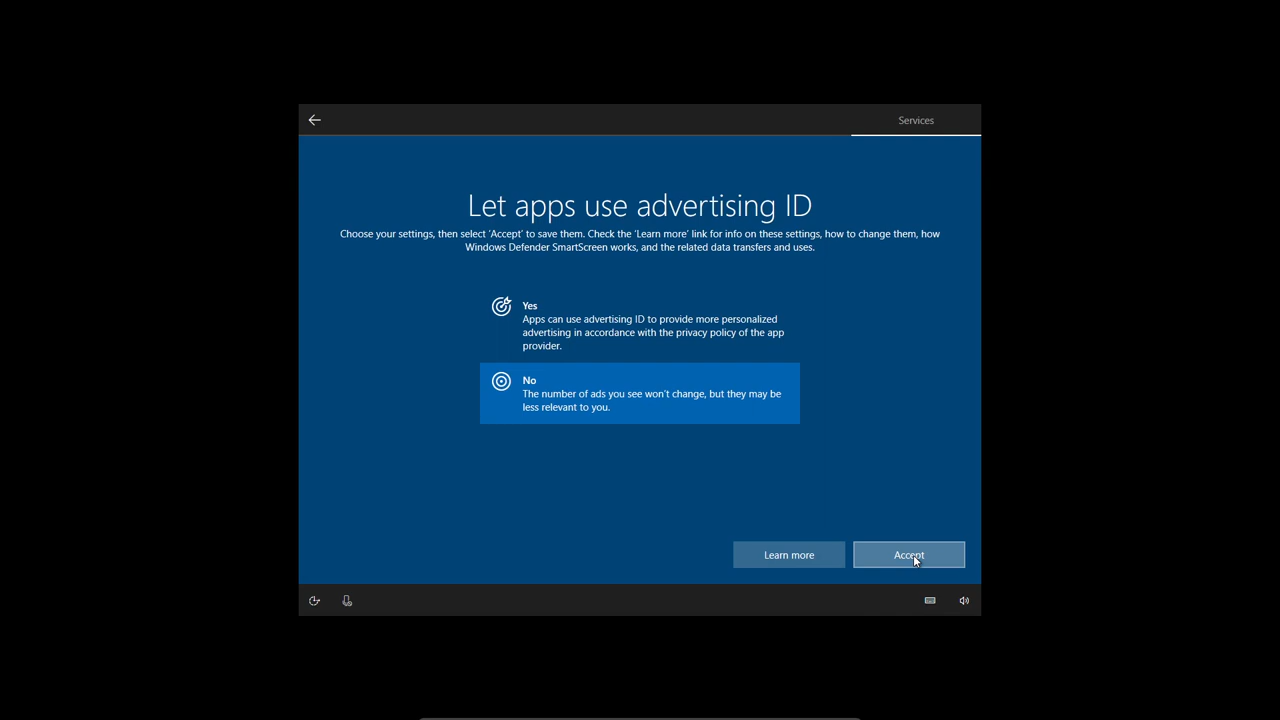 Services
Let apps use advertising ID
Choose your settings, then select ‘Accept’ to save them. Check the ‘Learn more’ link for info on these settings, how to change them, how
Windows Defender SmartScreen works, and the related data transfers and uses.
Yes
Apps can use advertising ID to provide more personalized
advertising in accordance with the privacy policy of the app
provider.
No
The number of ads you see won’t change, but they may be
less relevant to you.
Learn more
Accept